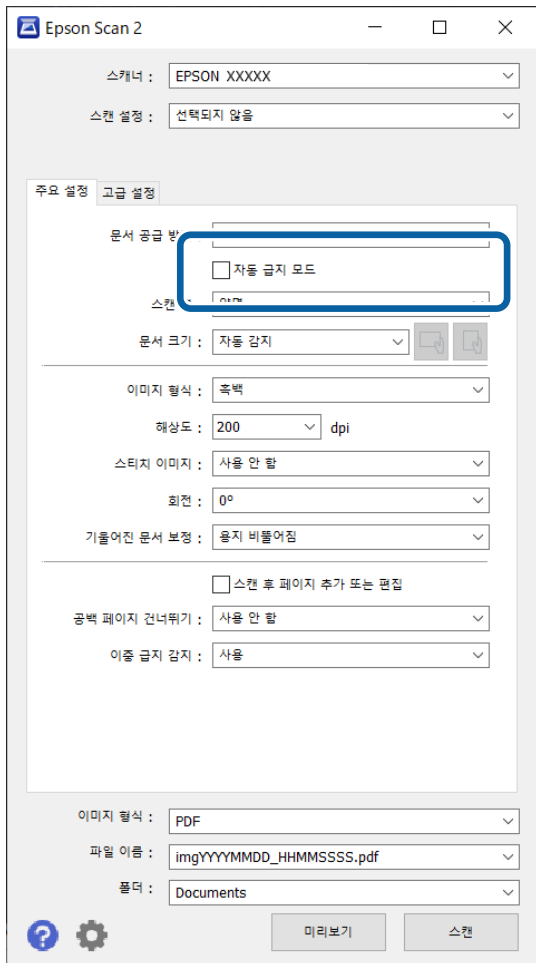 Epson Scan 2
스캐너 : EPSON XXXXX
스캔 설정 : 선택되지 않음
주요 설정 고급 설정
문서 공급
자동 급지 모드
스캔
문서 크기 : 자동 감지
이미지 형식 : 흑백
해상도 : 200 dpi
스티치 이미지 : 사용 안 함
회전 : 0º
기울어진 문서 보정 : 용지 비뚤어짐
스캔 후 페이지 추가 또는 편집
공백 페이지 건너뛰기 : 사용 안 함
이중 급지 감지 : 사용
이미지 형식 : PDF
파일 이름 : imgYYYYMMDD_HHMMSSSS.pdf
폴더 : Documents
?
미리보기 스캔